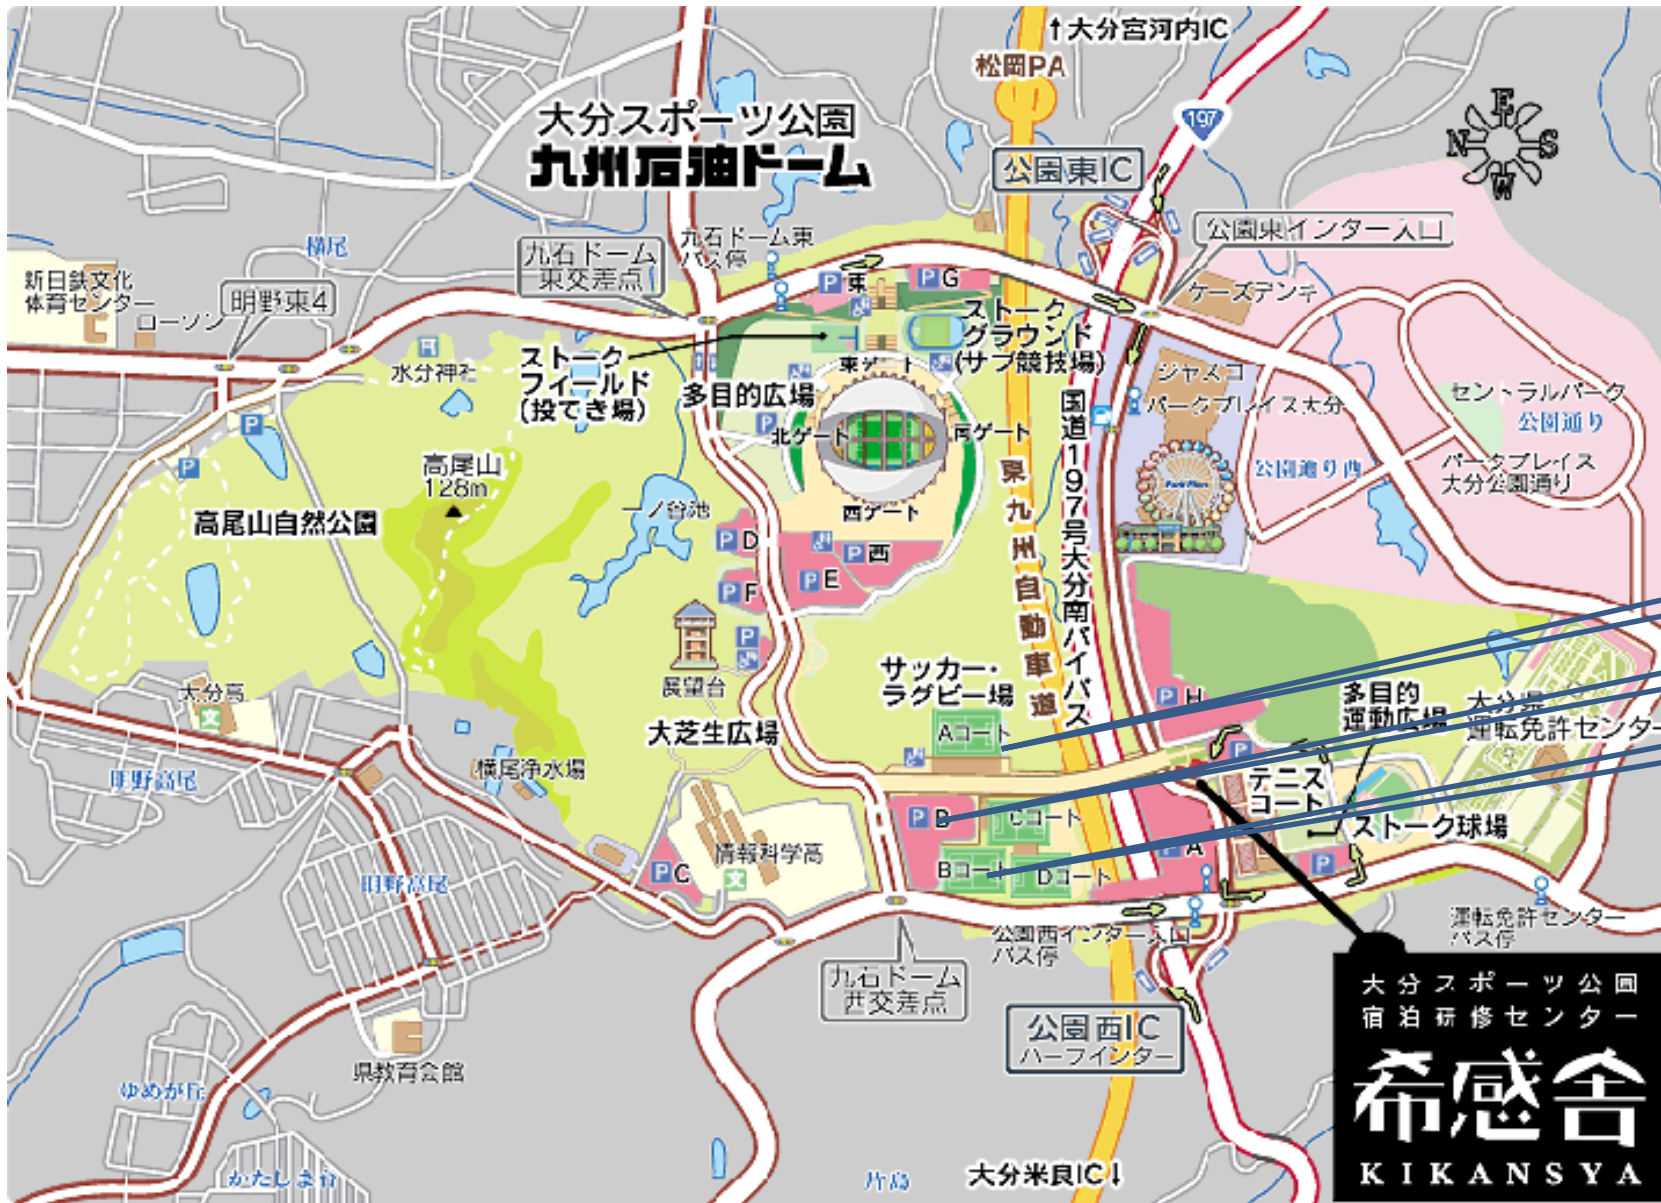 ↑大分宮河内IC
松岡PA
大分スポーツ公園
九州石油ドーム
197
公園東IC
E
N
S
W
公園東インター入口
横尾
九石ドーム
東交差点
九石ドーム東
バス停
新日鉄文化
体育センター
ローソン
明野東4
P東
PG
ケーズデンキ
水分神社
ストーク
フィールド
(投てき場)
ストーク
グラウンド
(サブ競技場)
東ゲート
多目的広場
P
北ゲート
南ゲート
西ゲート
ジャスコ
パークプレイス大分
セントラルパーク
公園通り
公園通り西
パークプレイス
大分公園通り
Park Place
国道197号大分南バイパス
東九州自動車道
P
P
高尾山
128m
高尾山自然公園
一ノ谷池
PD
P西
PE
PF
P
展望台
大芝生広場
サッカー・
ラグビー場
Aコート
PH
多目的
運動広場
大分県
運転免許センター
大分高
文
明野高尾
横尾浄水場
P
テニス
コート
PB
Cコート
ストーク球場
情報科学高
文
PC
Bコート
Dコート
PA
P
明野高尾
公園西インター入口
バス停
運転免許センター
バス停
九石ドーム
西交差点
公園西IC
ハーフインター
県教育会館
ゆめが丘
かたしま台
片島
大分米良IC↓
大分スポーツ公園
宿泊研修センター
希感舎
KIKANSYA